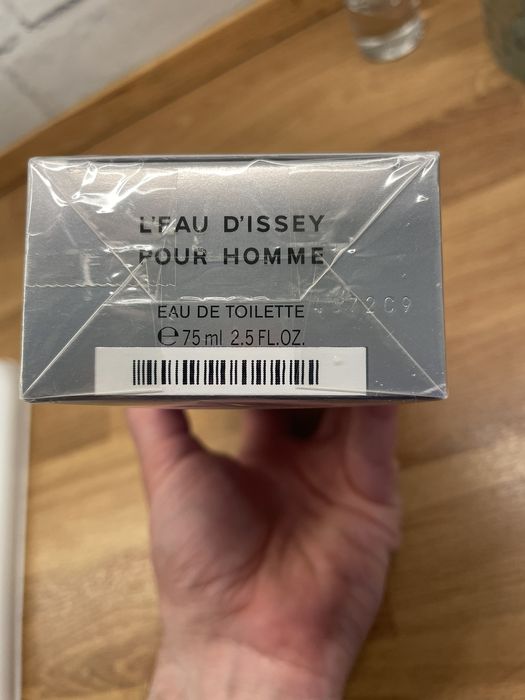 L'EAU D'ISSEY
POUR HOMME
EAU DE TOILETTE
℮ 75 ml 2.5 FL.OZ.